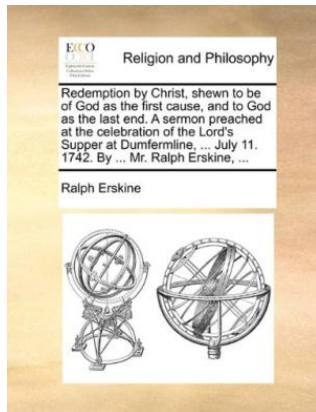 ECCO
Religion and Philosophy
Redemption by Christ, shewn to be
of God as the first cause, and to God
as the last end. A sermon preached
at the celebration of the Lord's
Supper at Dumfermline, ... July 11.
1742. By ... Mr. Ralph Erskine, ...
Ralph Erskine